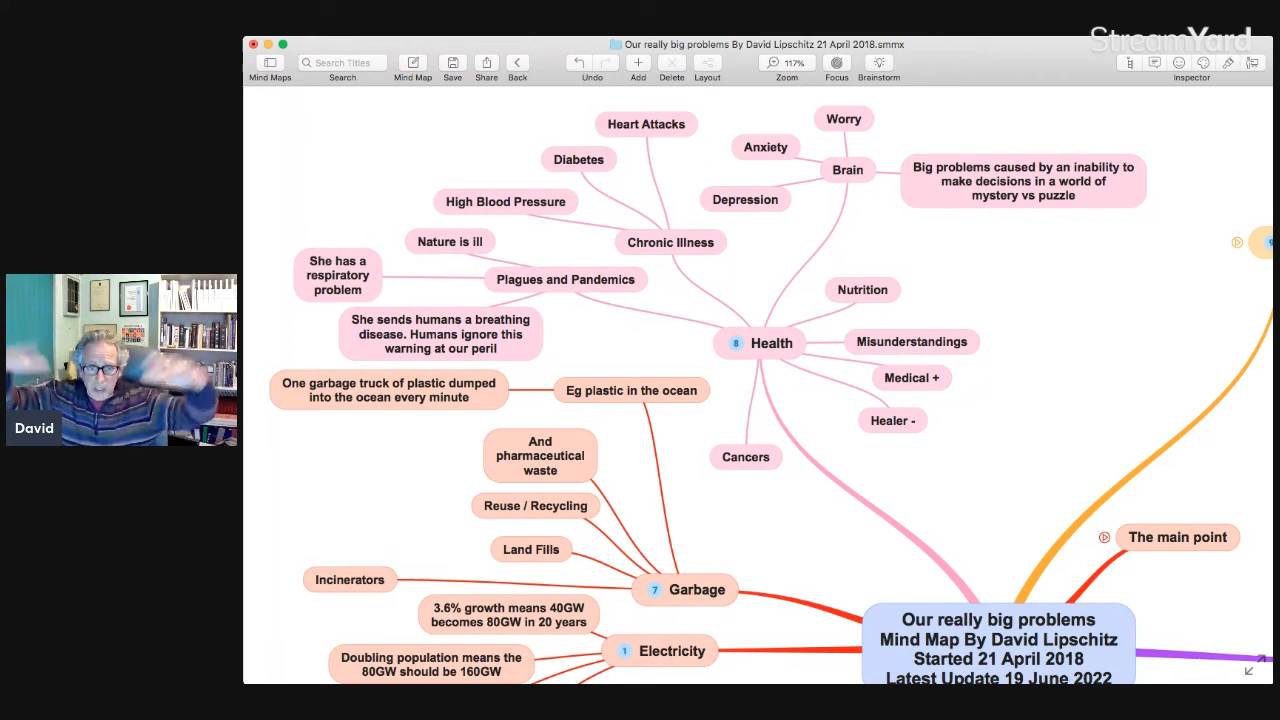 StreamYard
Our really big problems By David Lipschitz 21 April 2018.smmx
Search Titles
117%
Mind Maps
Search
Mind Map
Save
Share
Back
Undo
Add
Delete
Layout
Zoom
Focus
Brainstorm
Inspector
Heart Attacks
Worry
Diabetes
Anxiety
Brain
Big problems caused by an inability to
make decisions in a world of
mystery vs puzzle
High Blood Pressure
Depression
Nature is ill
Chronic Illness
She has a
respiratory
problem
Plagues and Pandemics
Nutrition
She sends humans a breathing
disease. Humans ignore this
warning at our peril
8 Health
Misunderstandings
Medical +
One garbage truck of plastic dumped
into the ocean every minute
Eg plastic in the ocean
Healer -
David
And
pharmaceutical
waste
Cancers
Reuse / Recycling
Land Fills
The main point
Incinerators
7 Garbage
3.6% growth means 40GW
becomes 80GW in 20 years
1 Electricity
Doubling population means the
80GW should be 160GW
Our really big problems
Mind Map By David Lipschitz
Started 21 April 2018
Latest Update 19 June 2022